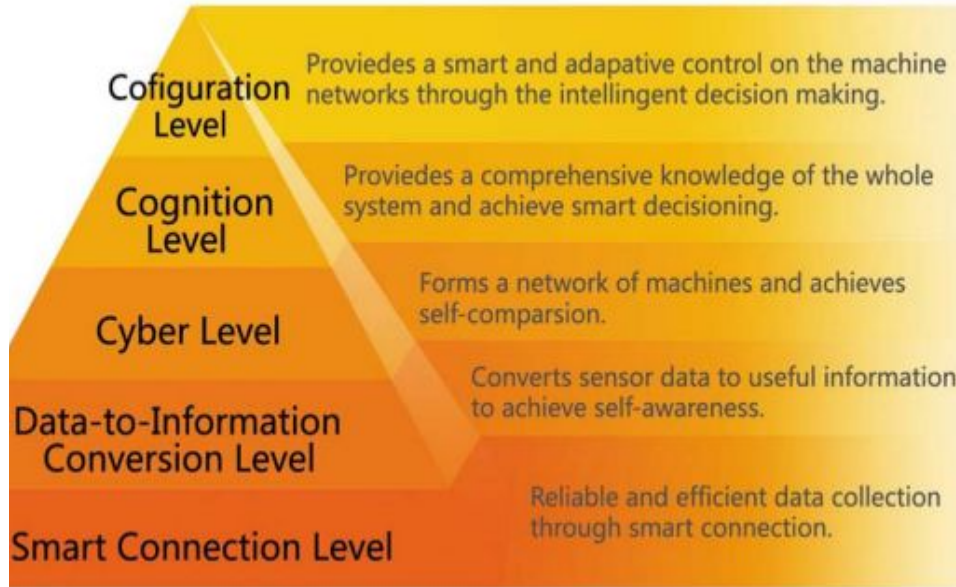 Cofiguration
Level
Proviedes a smart and adapative control on the machine
networks through the intellingent decision making.
Cognition
Level
Proviedes a comprehensive knowledge of the whole
system and achieve smart decisioning.
Cyber Level
Forms a network of machines and achieves
self-comparsion.
Data-to-Information
Conversion Level
Converts sensor data to useful information
to achieve self-awareness.
Smart Connection Level
Reliable and efficient data collection
through smart connection.